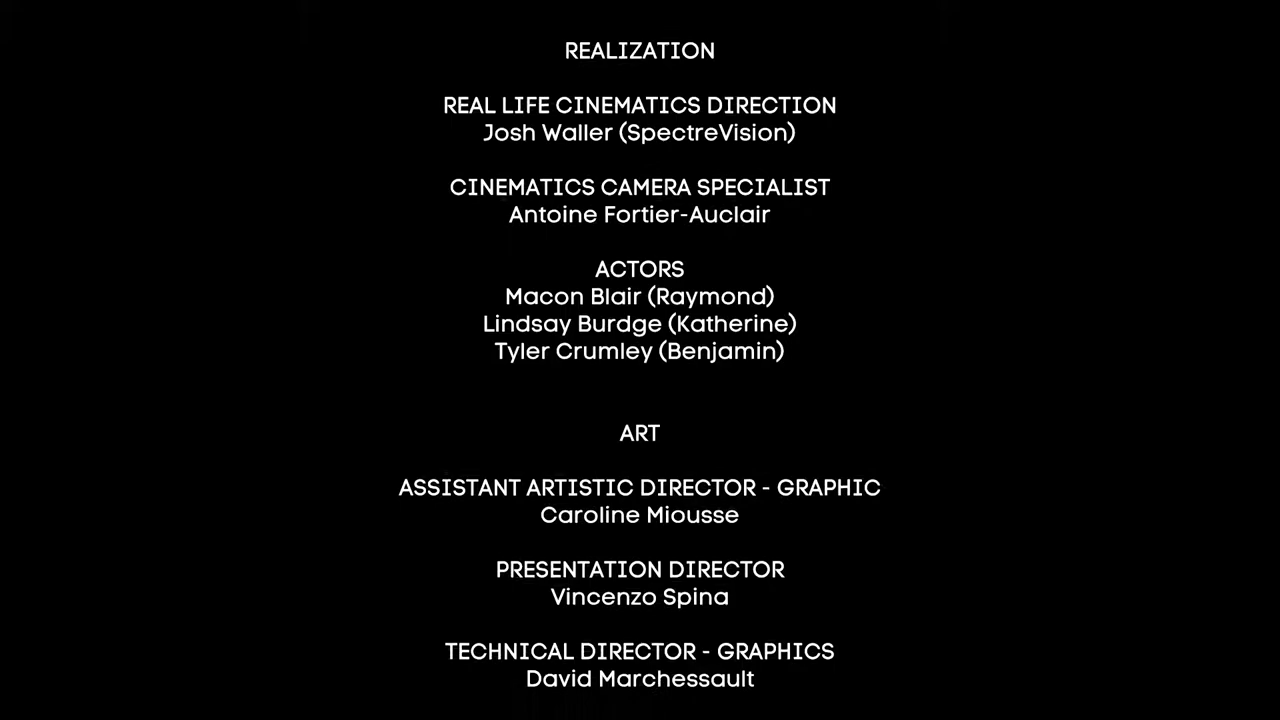 REALIZATION
REAL LIFE CINEMATICS DIRECTION
Josh Waller (SpectreVision)
CINEMATICS CAMERA SPECIALIST
Antoine Fortier-Auclair
ACTORS
Macon Blair (Raymond)
Lindsay Burdge (Katherine)
Tyler Crumley (Benjamin)
ART
ASSISTANT ARTISTIC DIRECTOR - GRAPHIC
Caroline Miousse
PRESENTATION DIRECTOR
Vincenzo Spina
TECHNICAL DIRECTOR - GRAPHICS
David Marchessault